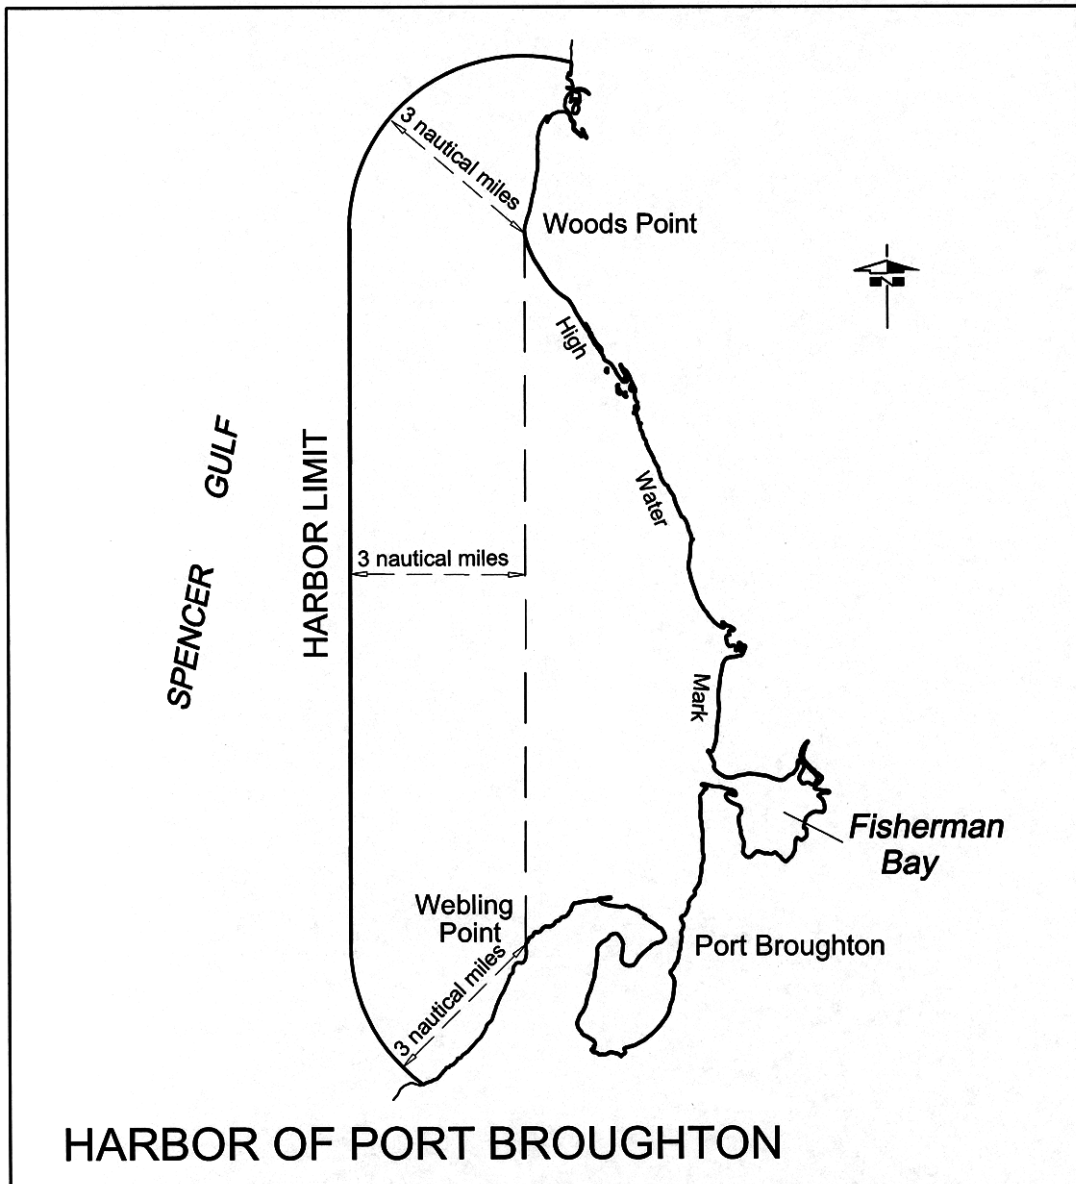 3 nautical miles
Woods Point
N
High
SPENCER GULF
HARBOR LIMIT
Water
3 nautical miles
Mark
Fisherman
Bay
Webling
Point
Port Broughton
3 nautical miles
HARBOR OF PORT BROUGHTON